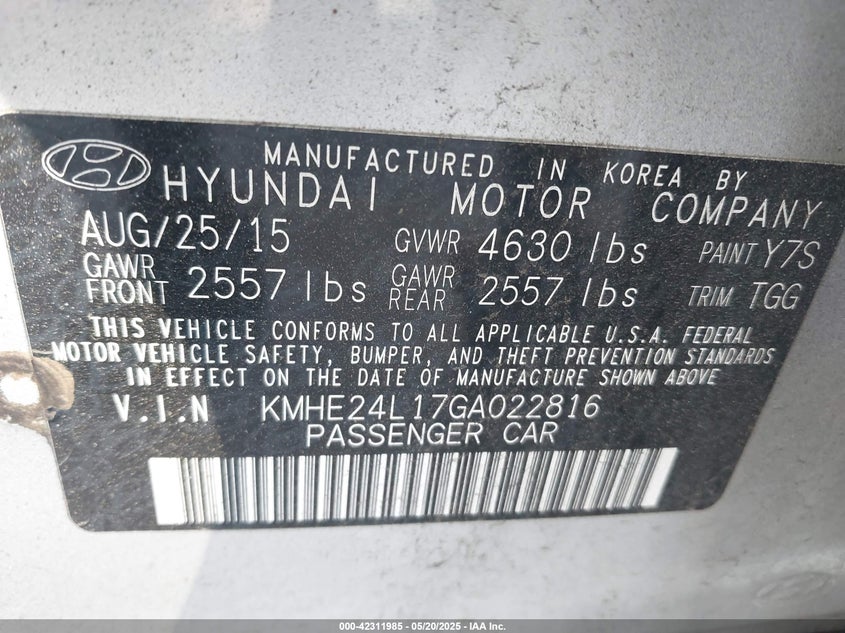 MANUFACTURED IN KOREA BY
HYUNDAI MOTOR COMPANY
AUG/25/15 GVWR 4630 lbs PAINT Y7S
GAWR FRONT 2557 lbs GAWR REAR 2557 lbs TRIM TGG
THIS VEHICLE CONFORMS TO ALL APPLICABLE U.S.A. FEDERAL
MOTOR VEHICLE SAFETY, BUMPER, AND THEFT PREVENTION STANDARDS
IN EFFECT ON THE DATE OF MANUFACTURE SHOWN ABOVE
V.I.N KMHE24L17GA022816
PASSENGER CAR
000-42311985 - 05/20/2025 - IAA Inc.